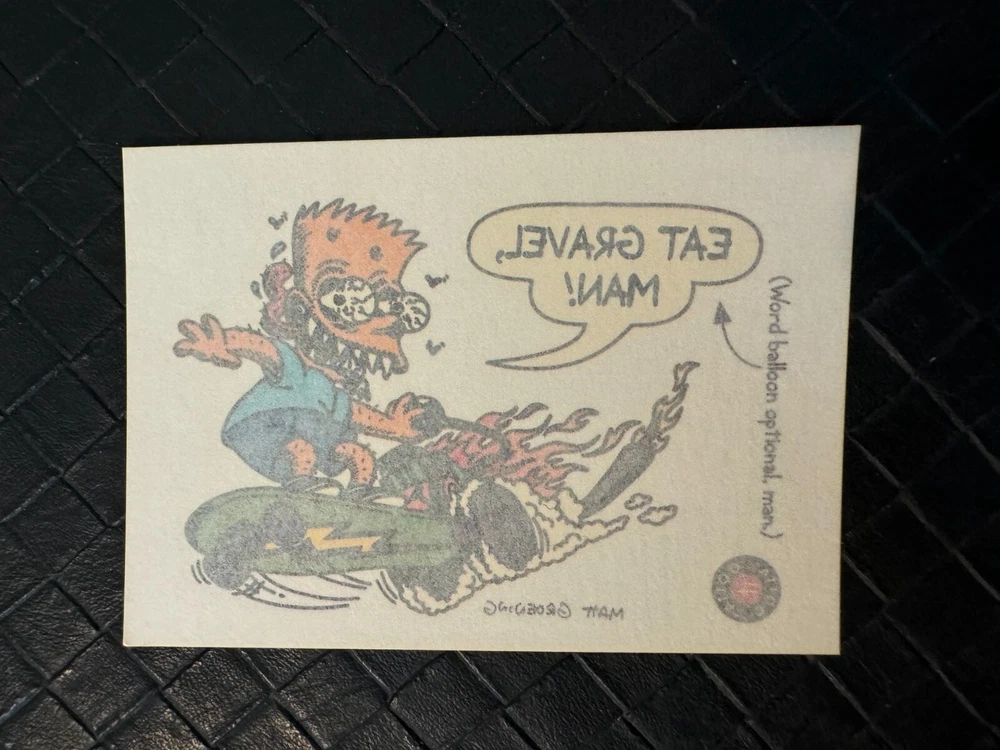 EAT GRAVEL,
MAN!
(Word balloon optional, man.)
MATT GROENING